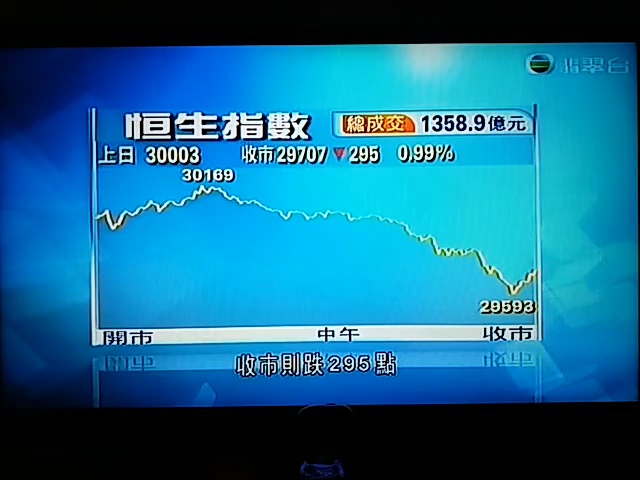 翡翠台
恒生指數 總成交 1358.9億元
上日 30003 收市29707 ▼295 0.99%
30169
29593
開市 中午 收市
收市則跌295點